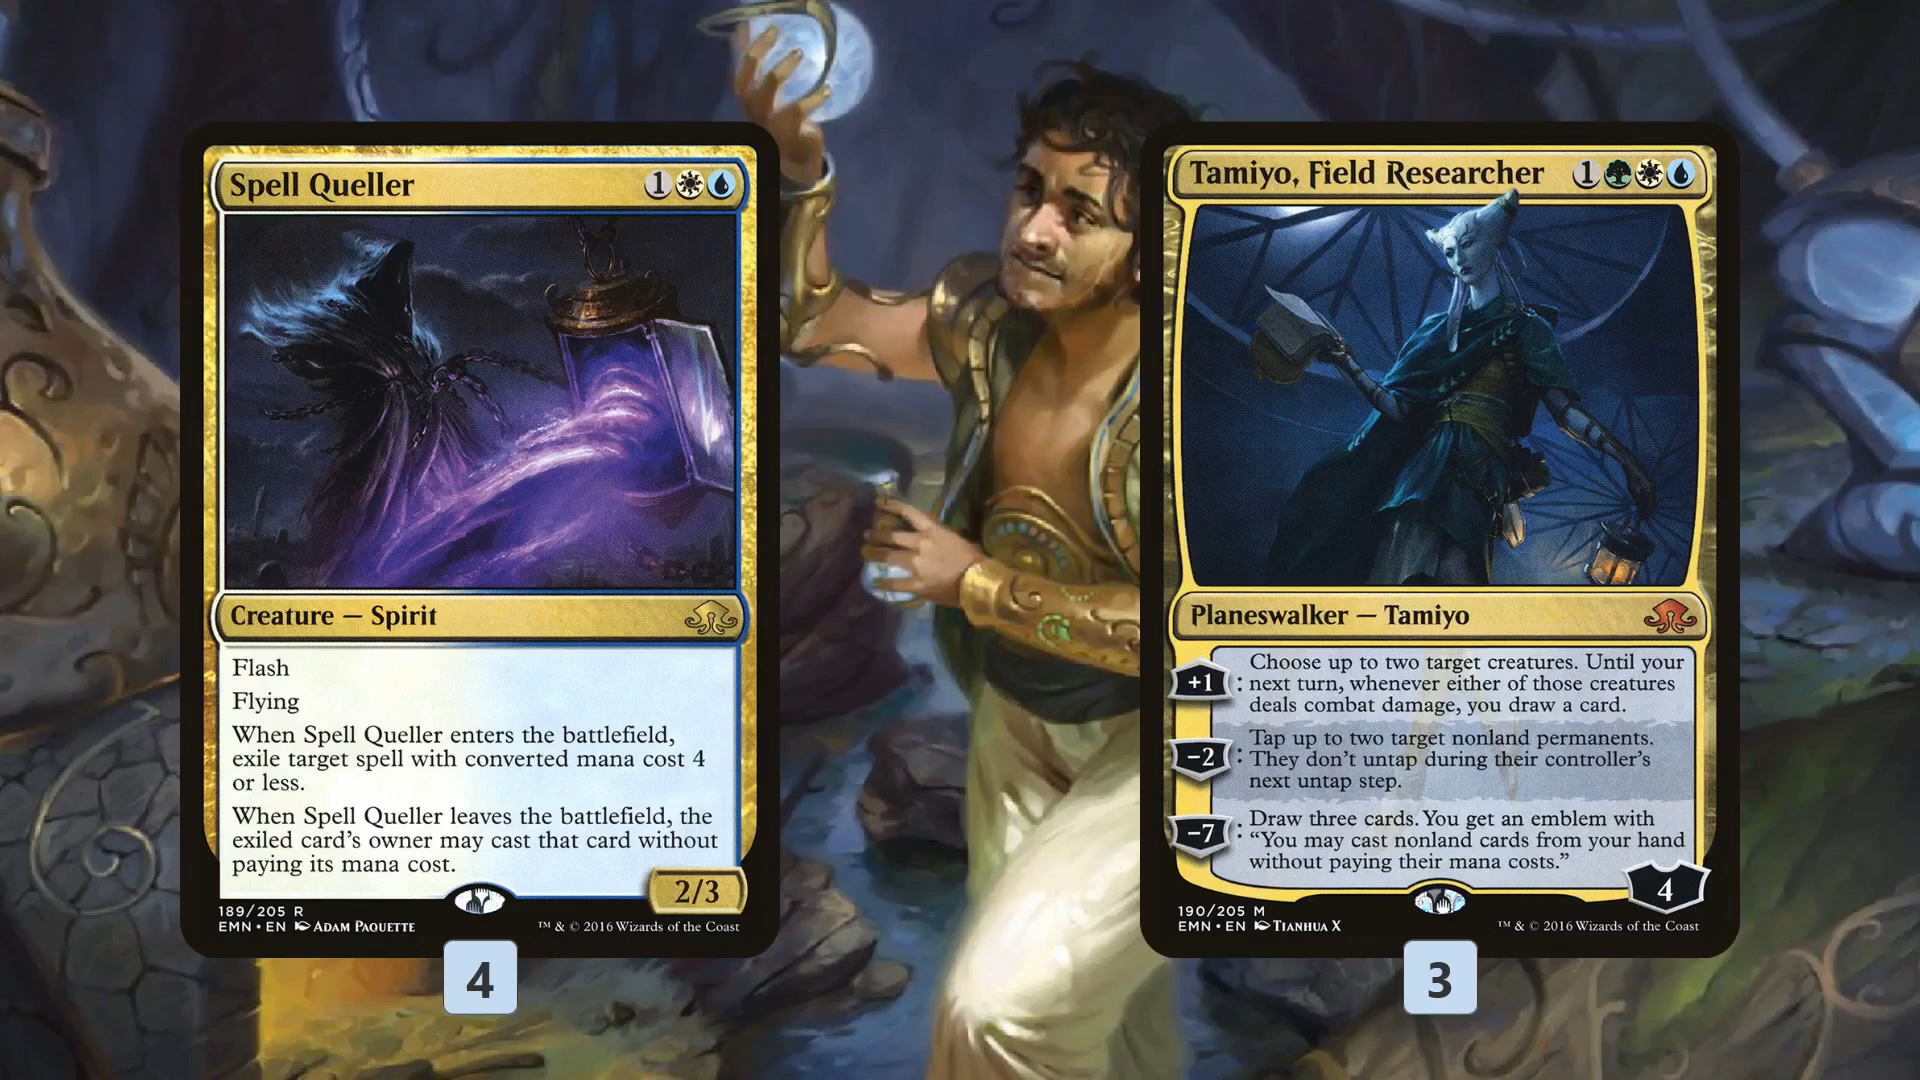 Spell Queller 1
Creature — Spirit
Flash
Flying
When Spell Queller enters the battlefield,
exile target spell with converted mana cost 4
or less.
When Spell Queller leaves the battlefield, the
exiled card's owner may cast that card without
paying its mana cost.
2/3
189/205 R
EMN • EN ADAM PAQUETTE
™ & © 2016 Wizards of the Coast
4
Tamiyo, Field Researcher 1
Planeswalker — Tamiyo
+1 : Choose up to two target creatures. Until your
next turn, whenever either of those creatures
deals combat damage, you draw a card.
−2 : Tap up to two target nonland permanents.
They don't untap during their controller's
next untap step.
−7 : Draw three cards. You get an emblem with
“You may cast nonland cards from your hand
without paying their mana costs.”
4
190/205 M
EMN • EN TIANHUA X
™ & © 2016 Wizards of the Coast
3